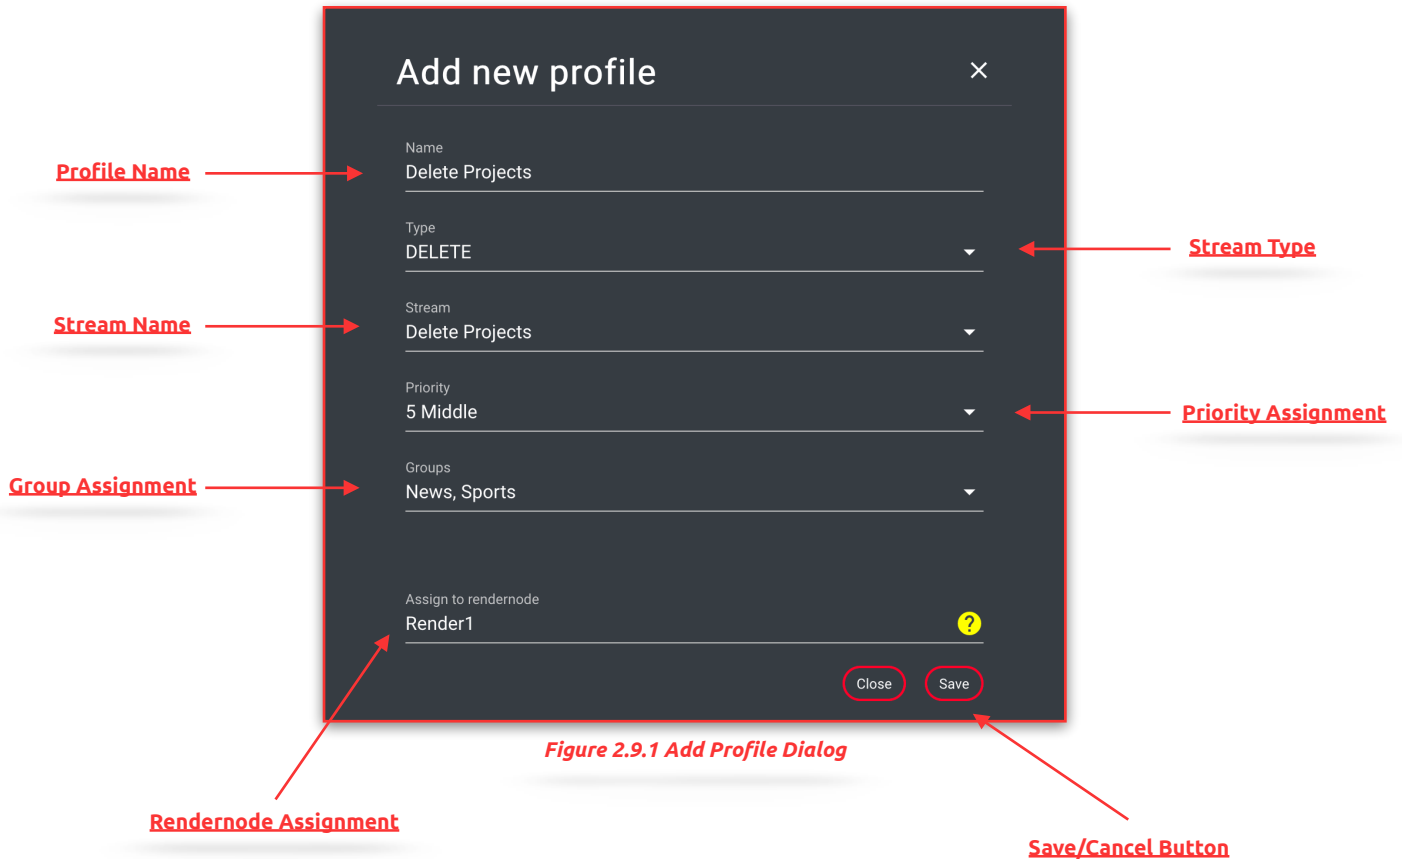 Add new profile
Name
Profile Name
Delete Projects
Type
DELETE
Stream Type
Stream
Stream Name
Delete Projects
Priority
5 Middle
Priority Assignment
Groups
Group Assignment
News, Sports
Assign to rendernode
Render1
?
Close
Save
Figure 2.9.1 Add Profile Dialog
Rendernode Assignment
Save/Cancel Button